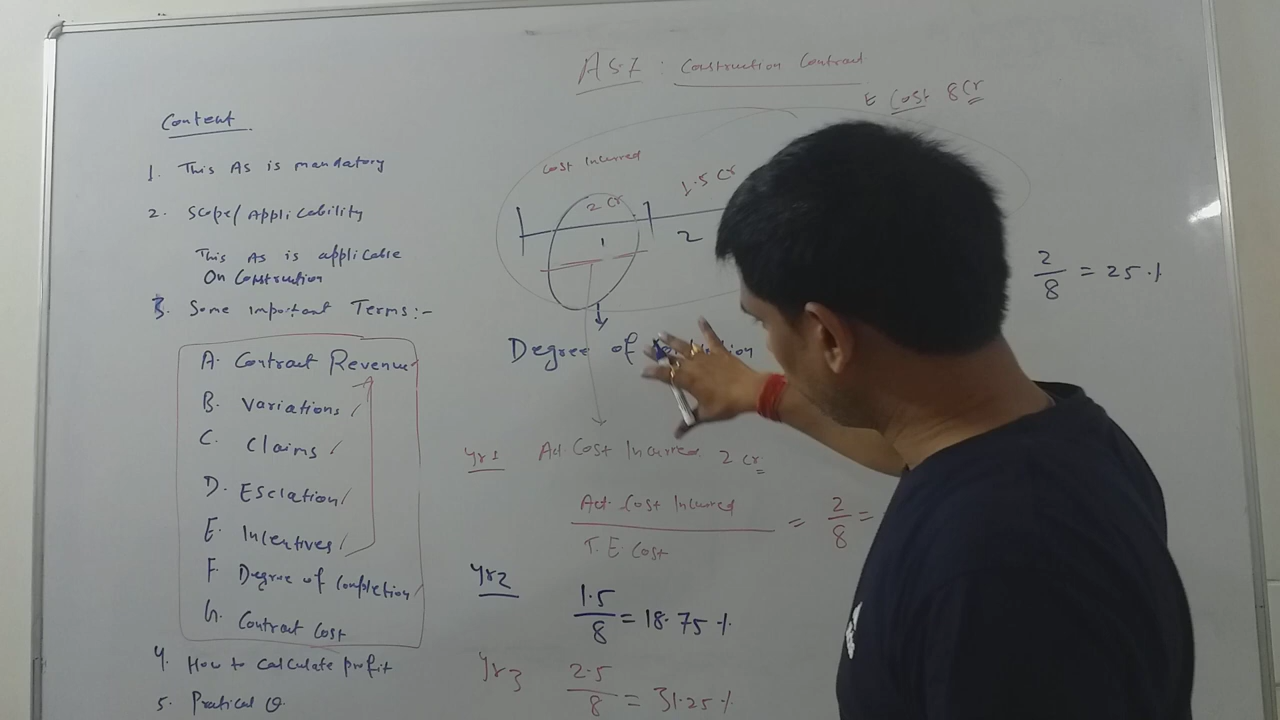 AS.7 : Construction Contract
Content
1. This As is mandatory
2. Scope/Applicability
This As is applicable
On Construction
3. Some important Terms:-
A. Contract Revenue
B. Variations
C. Claims
D. Esclation
E. Incentives
F. Degree of Completion
G. Contract Cost
4. How to Calculate profit
5. Pratical Q
E Cost 8 Cr
Cost Incurred
2 Cr
1.5 Cr
1
2
2/8 = 25 %
Degree of
Yr1 Act. Cost Incurred 2 Cr
Act. Cost Incurred / T. E. Cost = 2/8 =
Yr2 1.5/8 = 18.75 %
Yr3 2.5/8 = 31.25 %